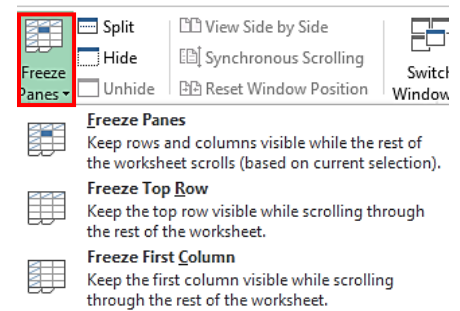 Split
Hide
Unhide
View Side by Side
Synchronous Scrolling
Reset Window Position
Freeze
Panes
Freeze Panes
Keep rows and columns visible while the rest of
the worksheet scrolls (based on current selection).
Freeze Top Row
Keep the top row visible while scrolling through
the rest of the worksheet.
Freeze First Column
Keep the first column visible while scrolling
through the rest of the worksheet.